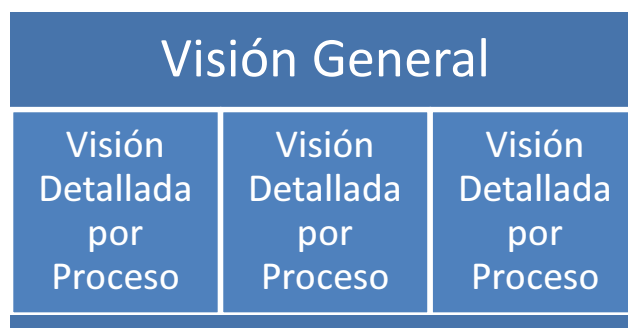 Visión General
Visión
Detallada
por
Proceso
Visión
Detallada
por
Proceso
Visión
Detallada
por
Proceso